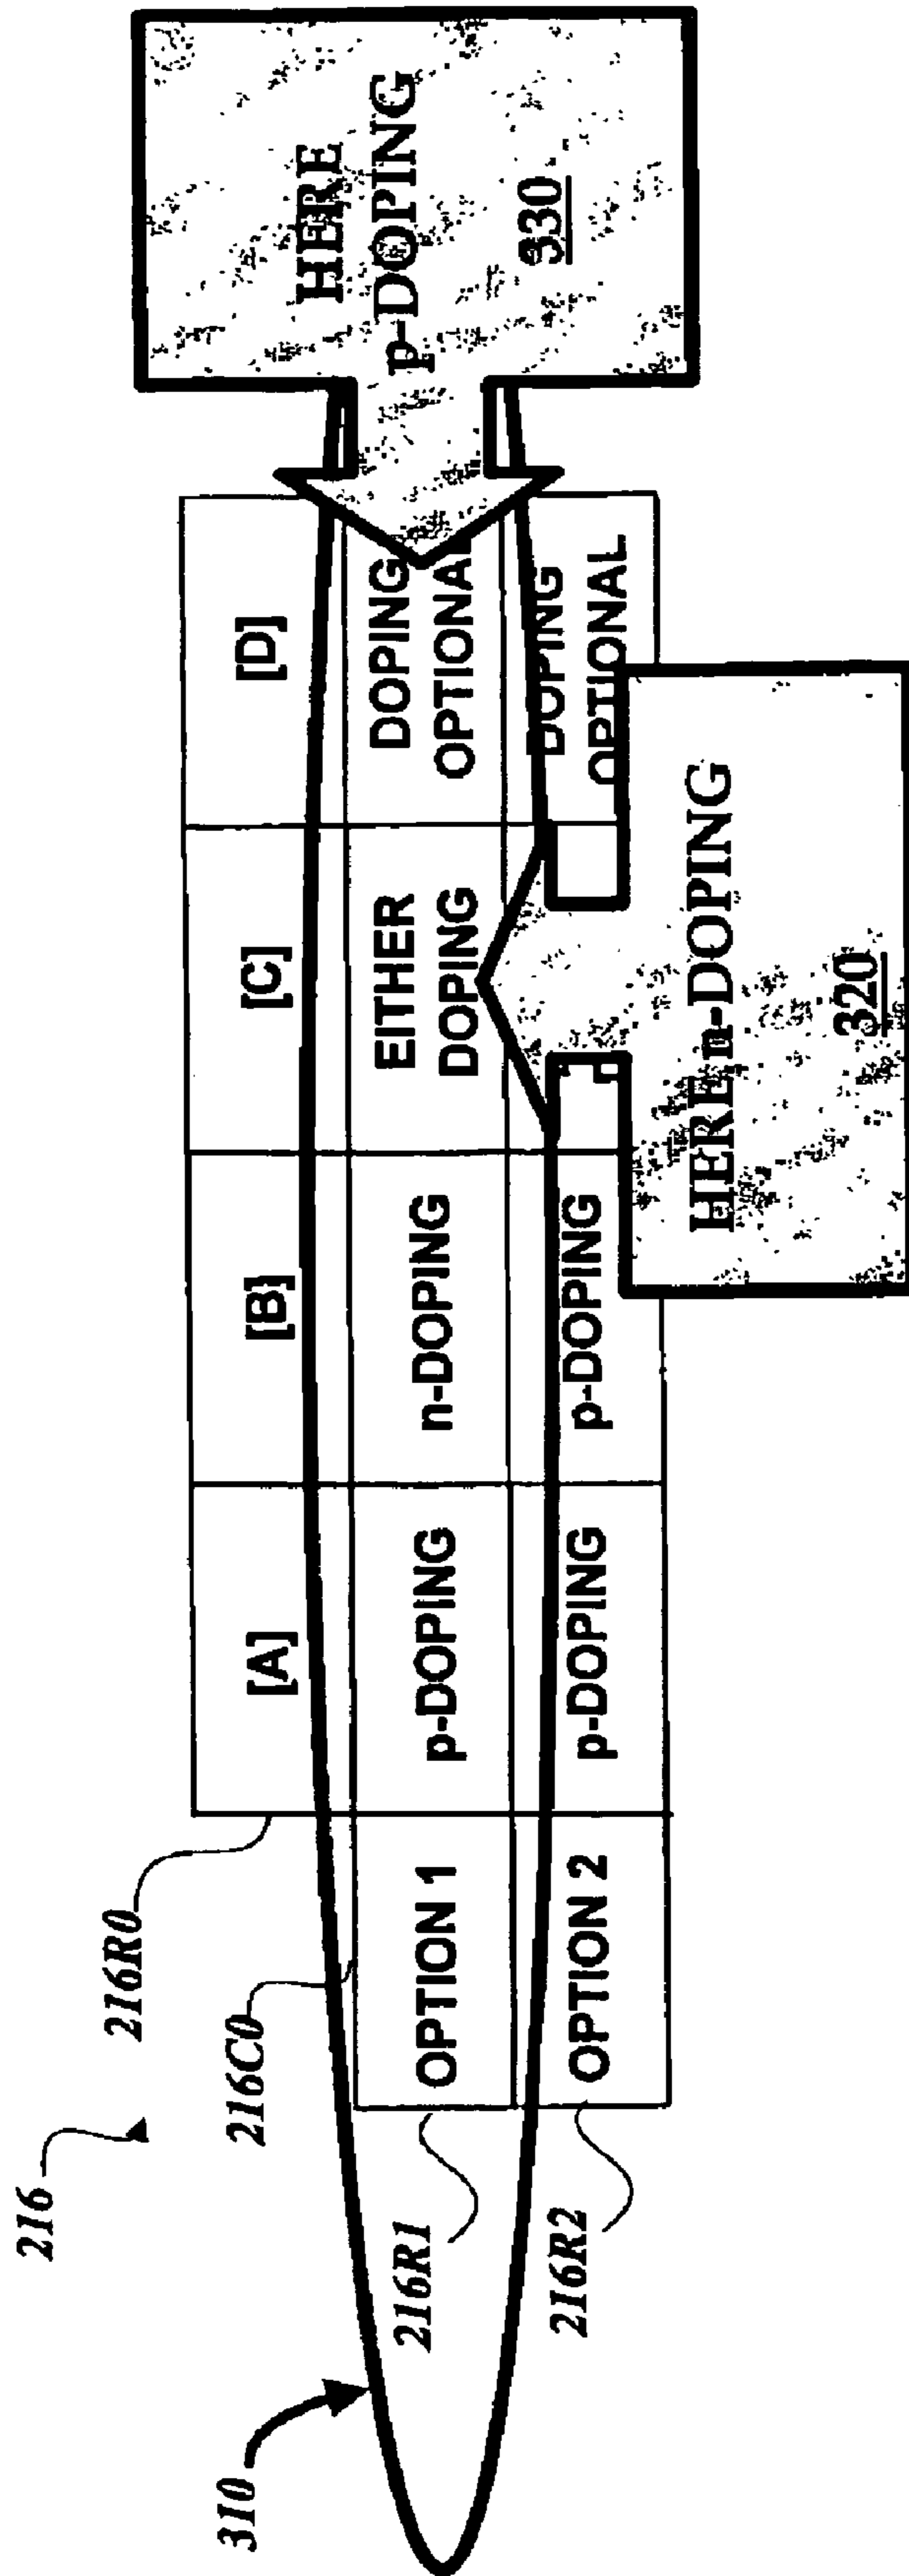 216
216R0
216C0
[A]
[B]
[C]
[D]
216R1
OPTION 1
p-DOPING
n-DOPING
EITHER
DOPING
DOPING
OPTIONAL
216R2
OPTION 2
p-DOPING
p-DOPING
DOPING
OPTIONAL
310
HERE
p-DOPING
330
HERE n-DOPING
320